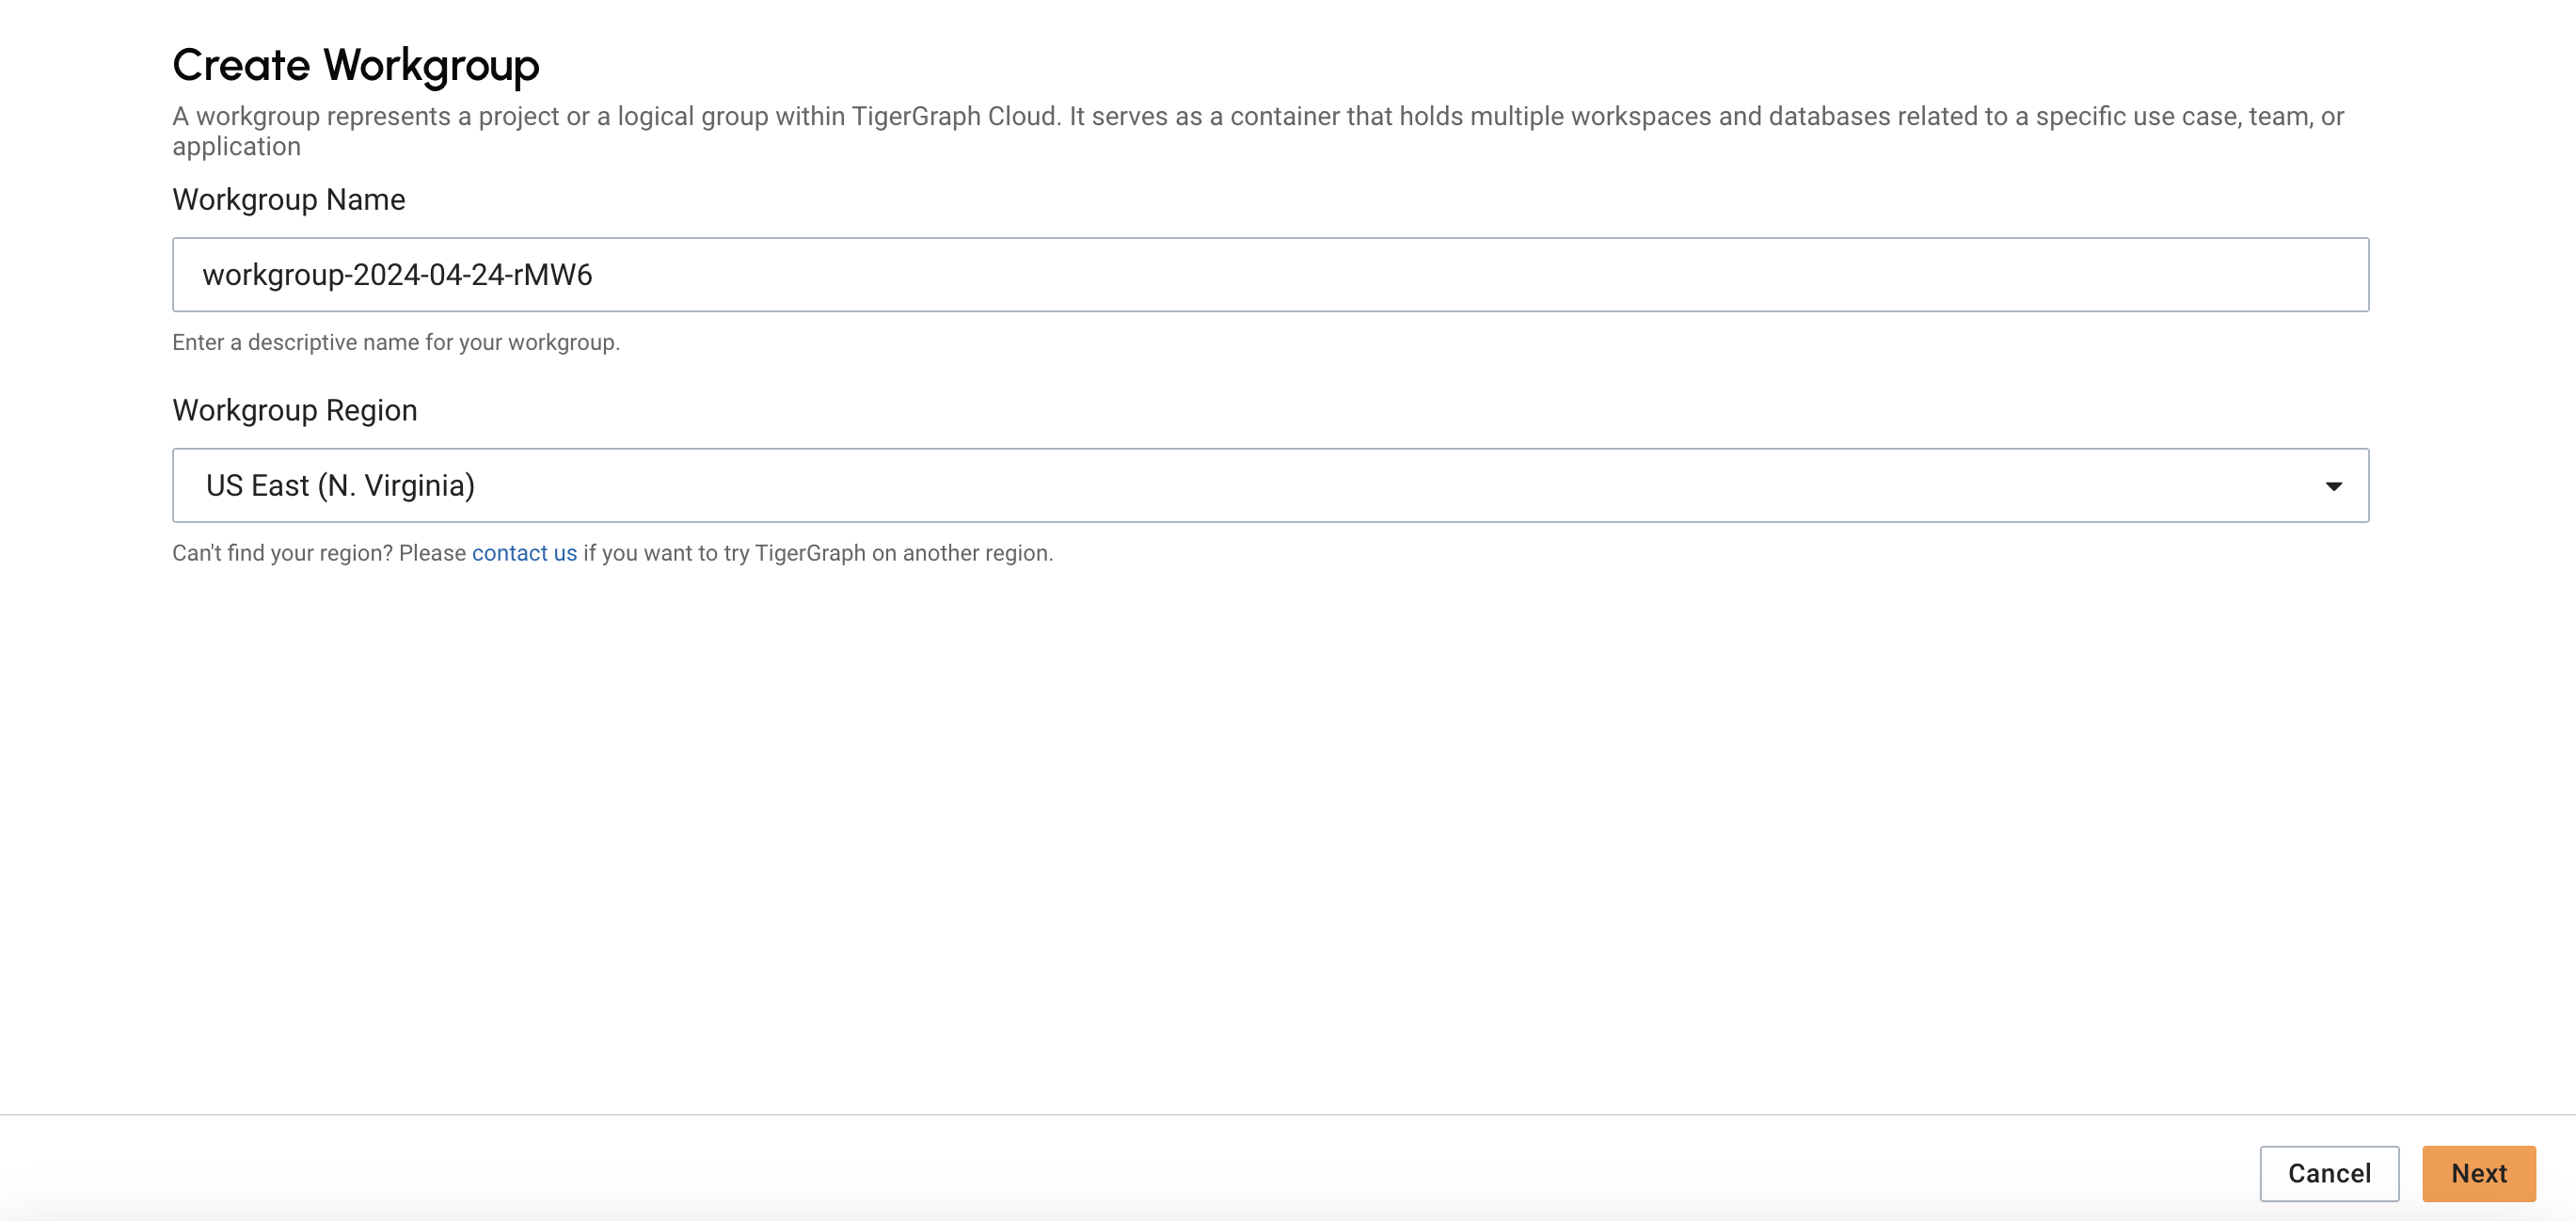 Create Workgroup
A workgroup represents a project or a logical group within TigerGraph Cloud. It serves as a container that holds multiple workspaces and databases related to a specific use case, team, or
application
Workgroup Name
workgroup-2024-04-24-rMW6
Enter a descriptive name for your workgroup.
Workgroup Region
US East (N. Virginia)
Can't find your region? Please contact us if you want to try TigerGraph on another region.
Cancel Next